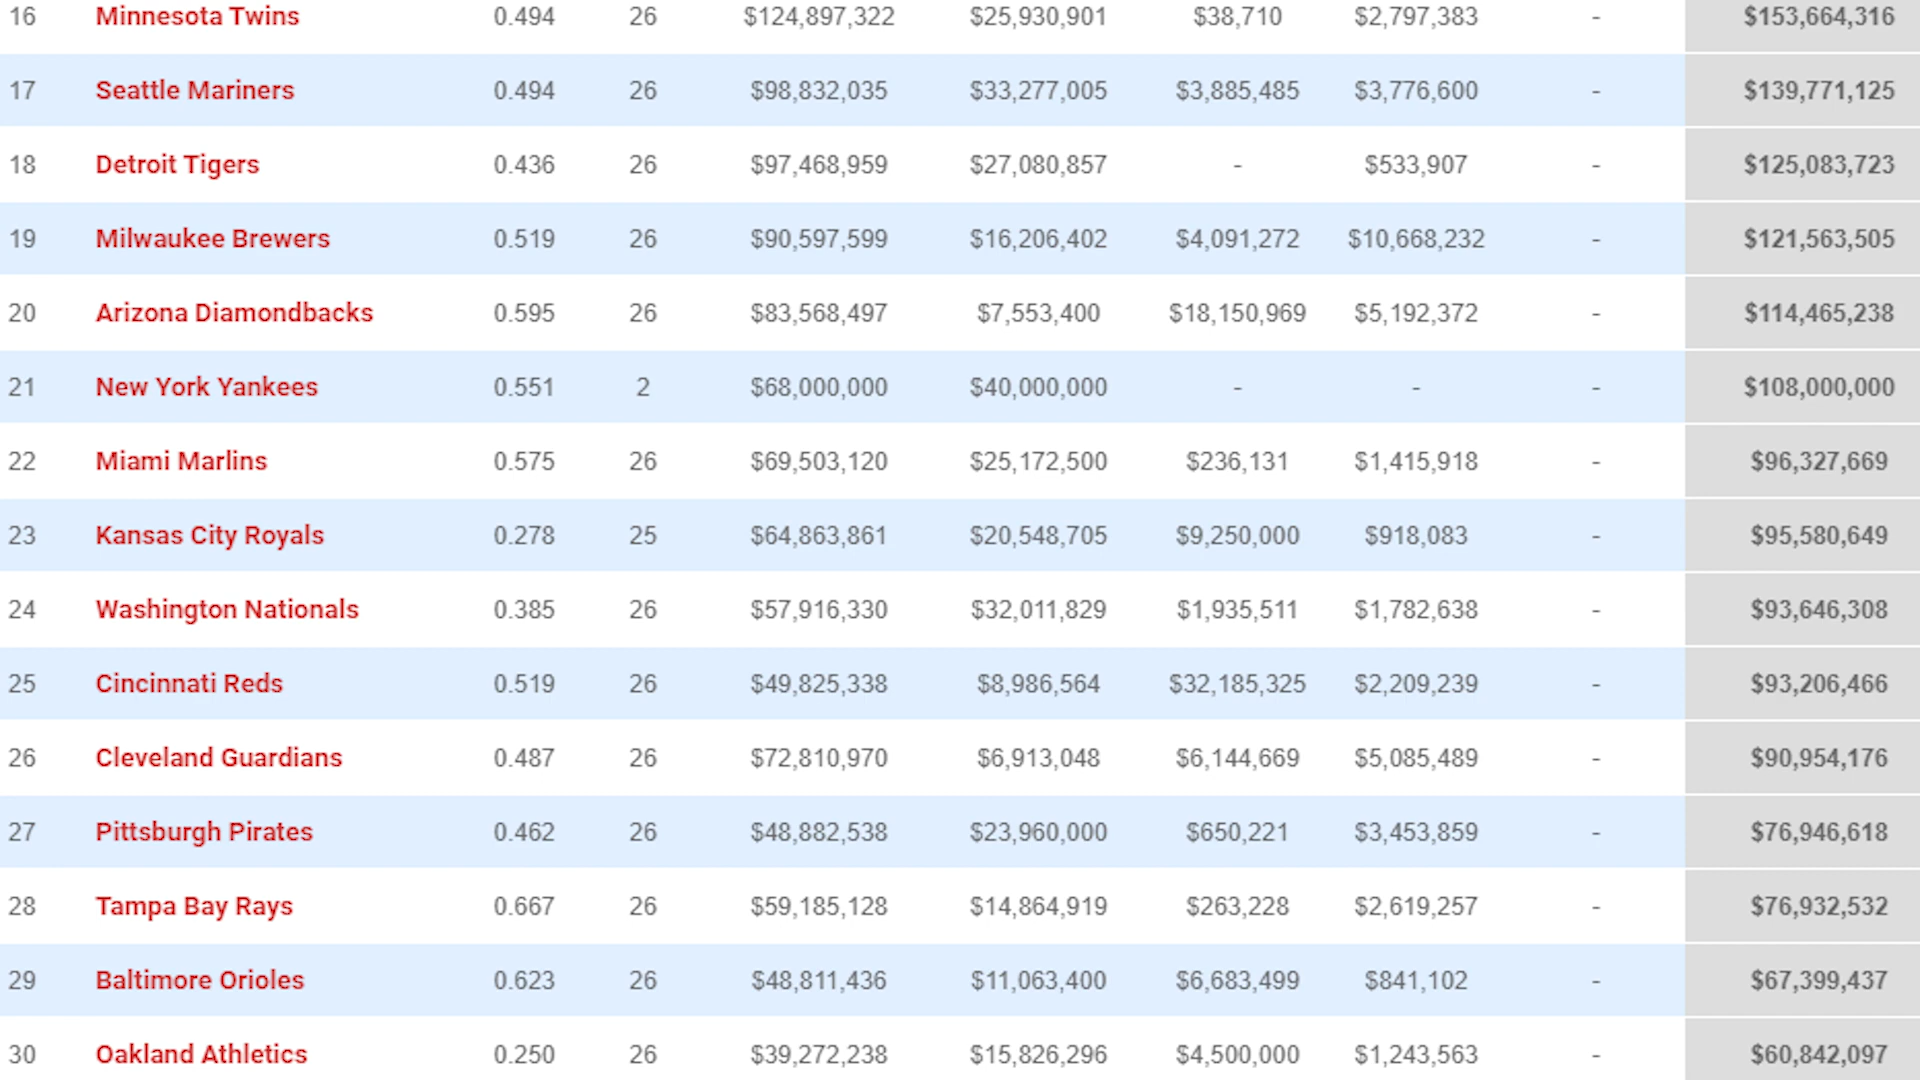 16 Minnesota Twins 0.494 26 $124,897,322 $25,930,901 $38,710 $2,797,383 - $153,664,316
17 Seattle Mariners 0.494 26 $98,832,035 $33,277,005 $3,885,485 $3,776,600 - $139,771,125
18 Detroit Tigers 0.436 26 $97,468,959 $27,080,857 - $533,907 - $125,083,723
19 Milwaukee Brewers 0.519 26 $90,597,599 $16,206,402 $4,091,272 $10,668,232 - $121,563,505
20 Arizona Diamondbacks 0.595 26 $83,568,497 $7,553,400 $18,150,969 $5,192,372 - $114,465,238
21 New York Yankees 0.551 2 $68,000,000 $40,000,000 - - - $108,000,000
22 Miami Marlins 0.575 26 $69,503,120 $25,172,500 $236,131 $1,415,918 - $96,327,669
23 Kansas City Royals 0.278 25 $64,863,861 $20,548,705 $9,250,000 $918,083 - $95,580,649
24 Washington Nationals 0.385 26 $57,916,330 $32,011,829 $1,935,511 $1,782,638 - $93,646,308
25 Cincinnati Reds 0.519 26 $49,825,338 $8,986,564 $32,185,325 $2,209,239 - $93,206,466
26 Cleveland Guardians 0.487 26 $72,810,970 $6,913,048 $6,144,669 $5,085,489 - $90,954,176
27 Pittsburgh Pirates 0.462 26 $48,882,538 $23,960,000 $650,221 $3,453,859 - $76,946,618
28 Tampa Bay Rays 0.667 26 $59,185,128 $14,864,919 $263,228 $2,619,257 - $76,932,532
29 Baltimore Orioles 0.623 26 $48,811,436 $11,063,400 $6,683,499 $841,102 - $67,399,437
30 Oakland Athletics 0.250 26 $39,272,238 $15,826,296 $4,500,000 $1,243,563 - $60,842,097